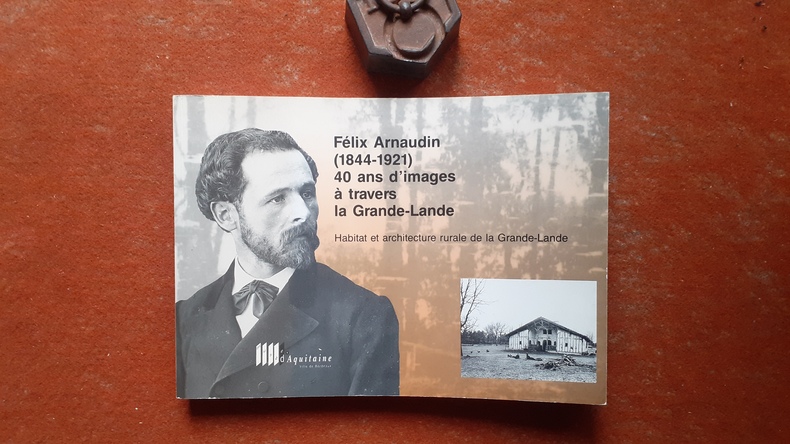 Félix Arnaudin
(1844-1921)
40 ans d'images
à travers
la Grande-Lande
Habitat et architecture rurale de la Grande-Lande
d'Aquitaine